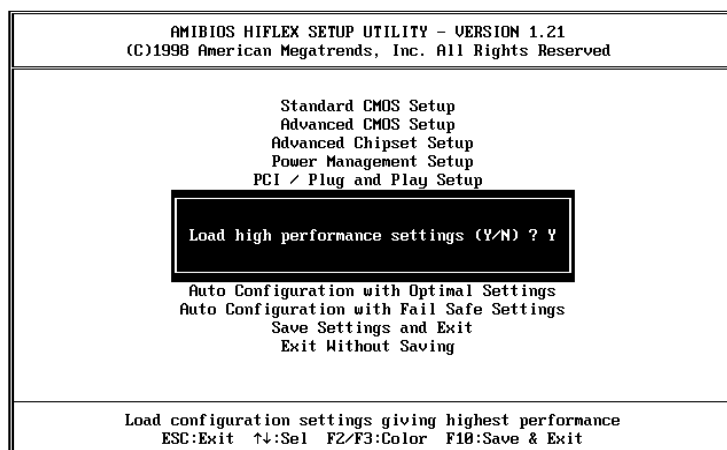 AMIBIOS HIFLEX SETUP UTILITY - VERSION 1.21
(C)1998 American Megatrends, Inc. All Rights Reserved
Standard CMOS Setup
Advanced CMOS Setup
Advanced Chipset Setup
Power Management Setup
PCI / Plug and Play Setup
Load high performance settings (Y/N) ? Y
Auto Configuration with Optimal Settings
Auto Configuration with Fail Safe Settings
Save Settings and Exit
Exit Without Saving
Load configuration settings giving highest performance
ESC:Exit ↑↓:Sel F2/F3:Color F10:Save & Exit